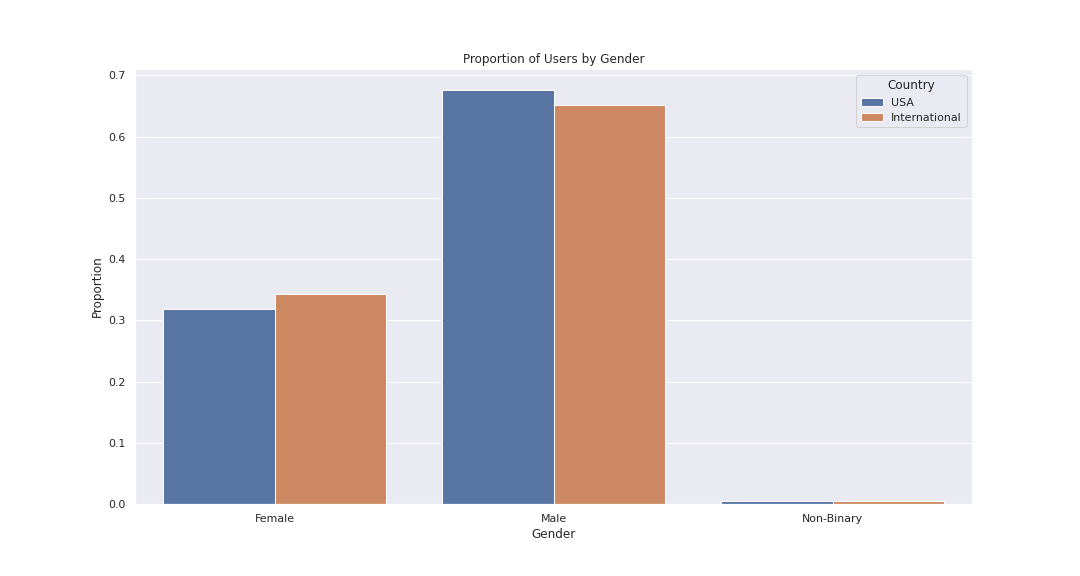 Proportion of Users by Gender
Country
USA
International
Proportion
0.7
0.6
0.5
0.4
0.3
0.2
0.1
0.0
Female
Male
Non-Binary
Gender